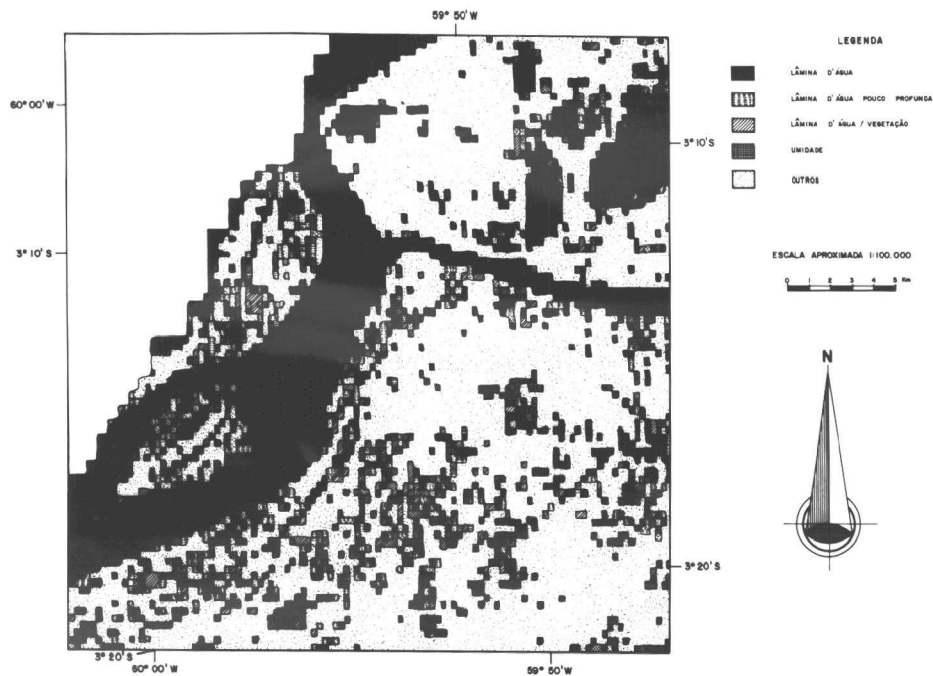 59° 50' W
60° 00' W
3° 10' S
3° 10' S
3° 20' S
3° 20' S
60° 00' W
59° 50' W
LEGENDA
LÂMINA D'ÁGUA
LÂMINA D'ÁGUA POUCO PROFUNDA
LÂMINA D'ÁGUA / VEGETAÇÃO
UMIDADE
OUTROS
ESCALA APROXIMADA 1:100.000
0 1 2 3 4 5 Km
N